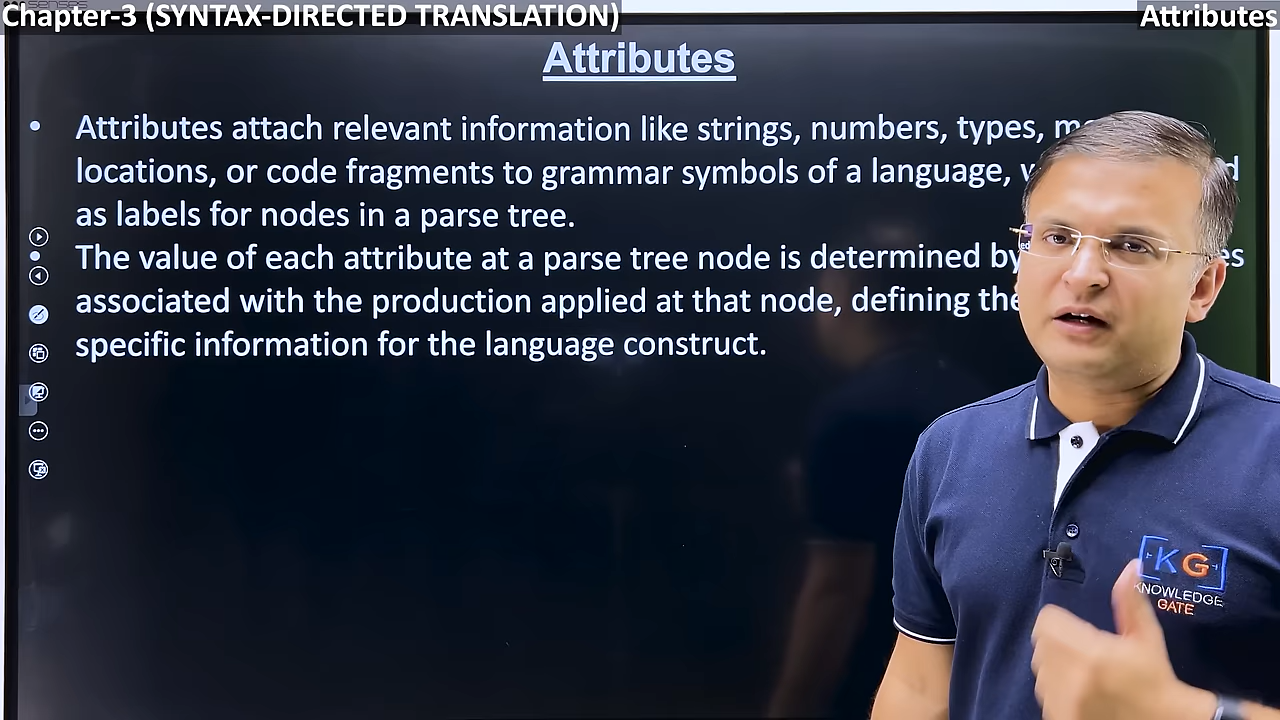 Chapter-3 (SYNTAX-DIRECTED TRANSLATION)
Attributes
Attributes
• Attributes attach relevant information like strings, numbers, types,
locations, or code fragments to grammar symbols of a language,
as labels for nodes in a parse tree.
• The value of each attribute at a parse tree node is determined by
associated with the production applied at that node, defining the
specific information for the language construct.
KG
KNOWLEDGE
GATE